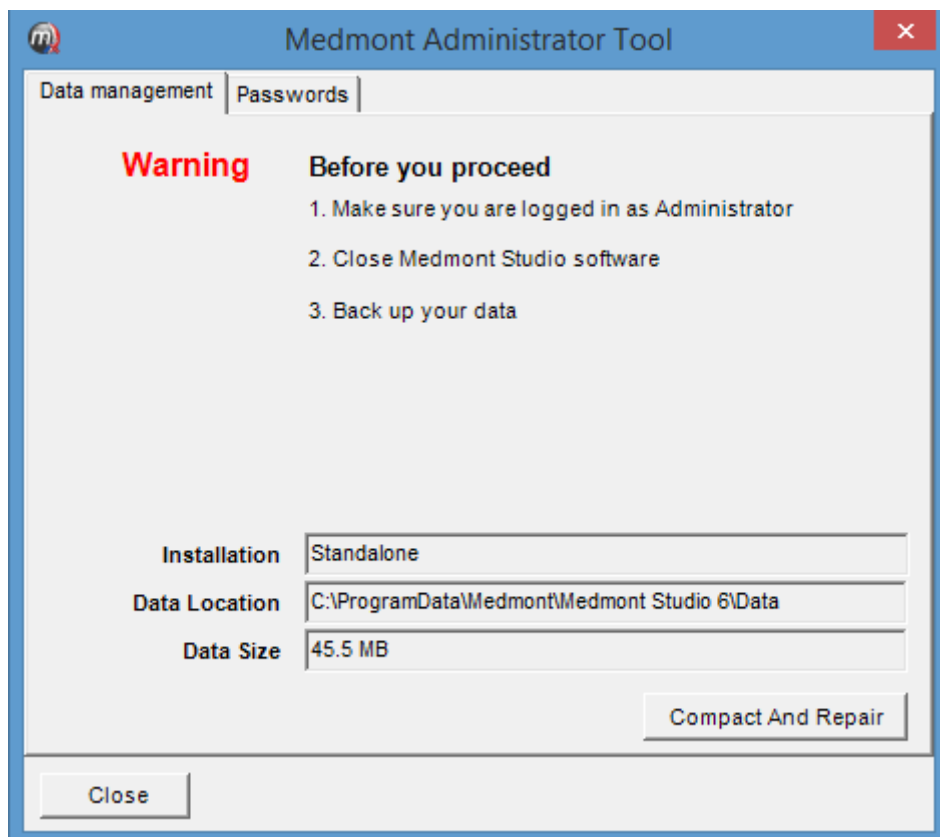 Medmont Administrator Tool
Data management
Passwords
Warning
Before you proceed
1. Make sure you are logged in as Administrator
2. Close Medmont Studio software
3. Back up your data
Installation
Standalone
Data Location
C:\ProgramData\Medmont\Medmont Studio 6\Data
Data Size
45.5 MB
Compact And Repair
Close